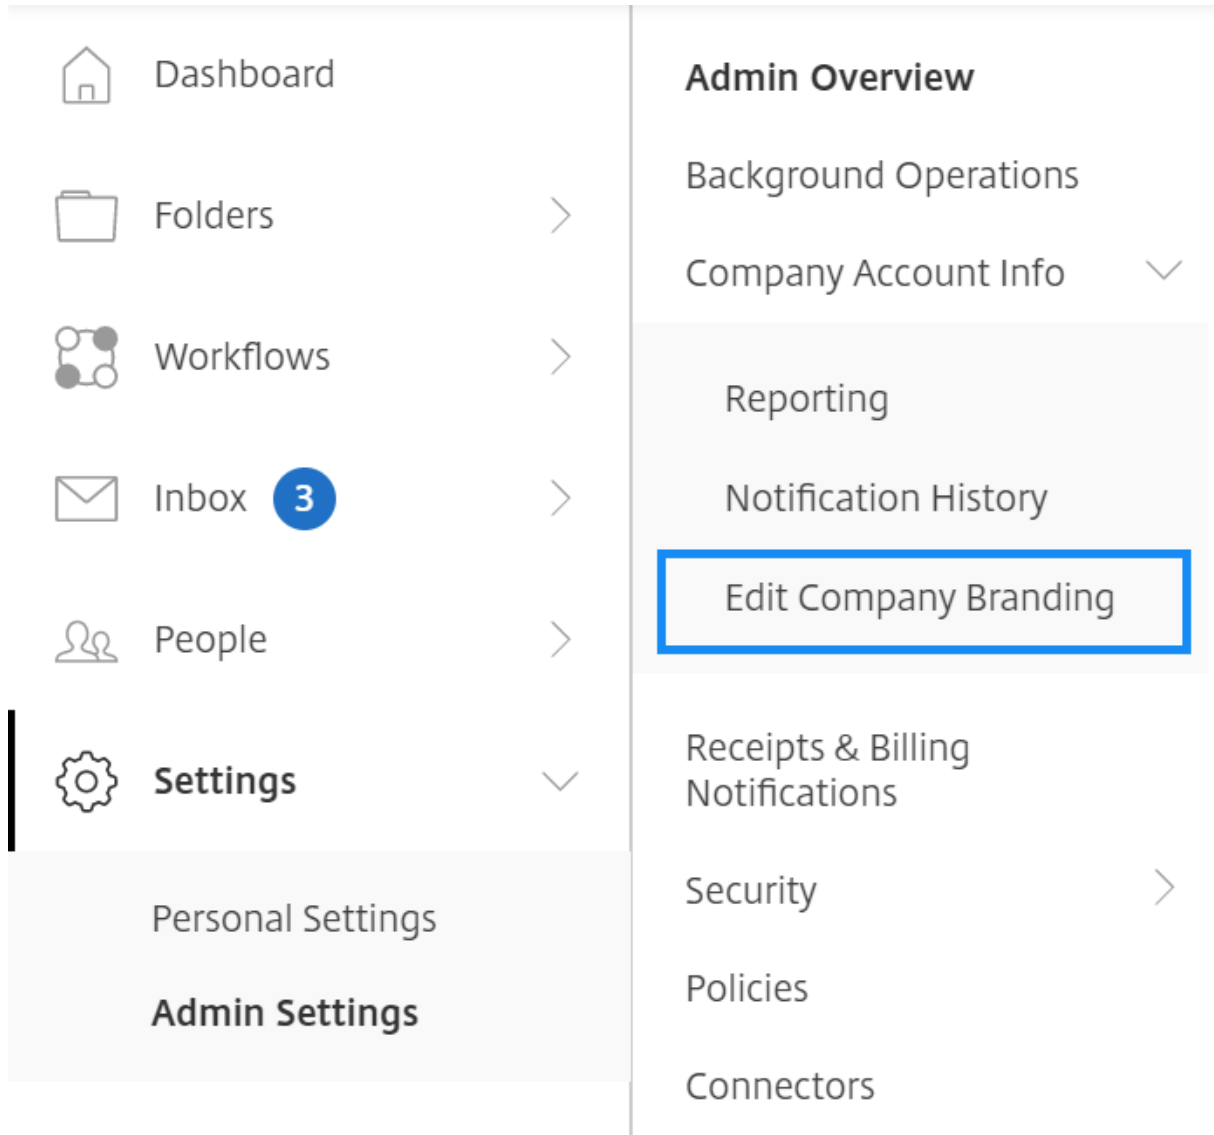 Dashboard
Folders
Workflows
Inbox 3
People
Settings
Personal Settings
Admin Settings
Admin Overview
Background Operations
Company Account Info
Reporting
Notification History
Edit Company Branding
Receipts & Billing
Notifications
Security
Policies
Connectors